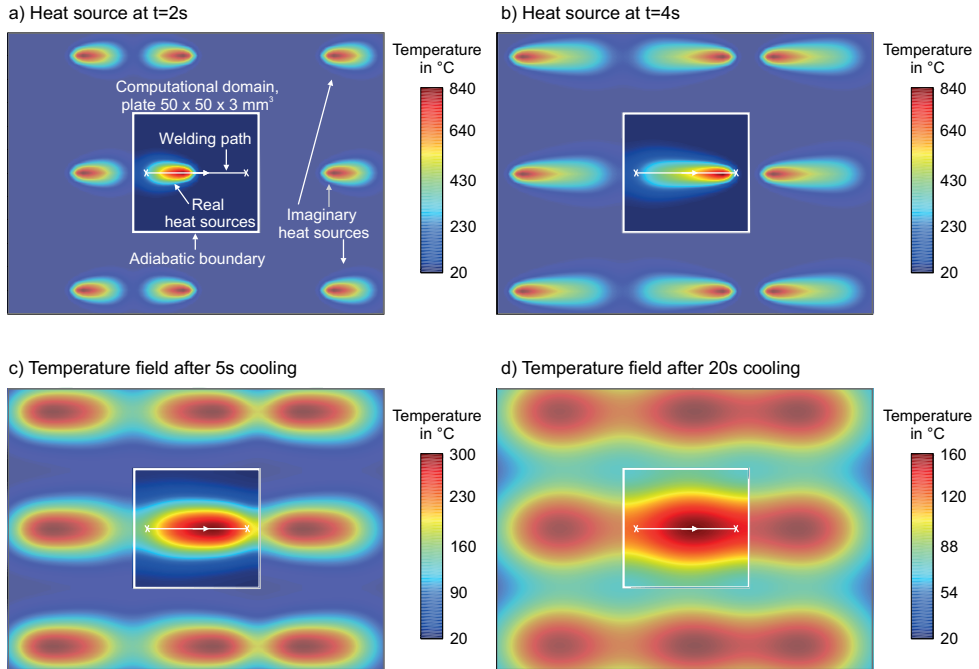 a) Heat source at t=2s
Computational domain,
plate 50 x 50 x 3 mm³
Welding path
Real
heat sources
Imaginary
heat sources
Adiabatic boundary
Temperature
in °C
840
640
430
230
20
b) Heat source at t=4s
Temperature
in °C
840
640
430
230
20
c) Temperature field after 5s cooling
Temperature
in °C
300
230
160
90
20
d) Temperature field after 20s cooling
Temperature
in °C
160
120
88
54
20